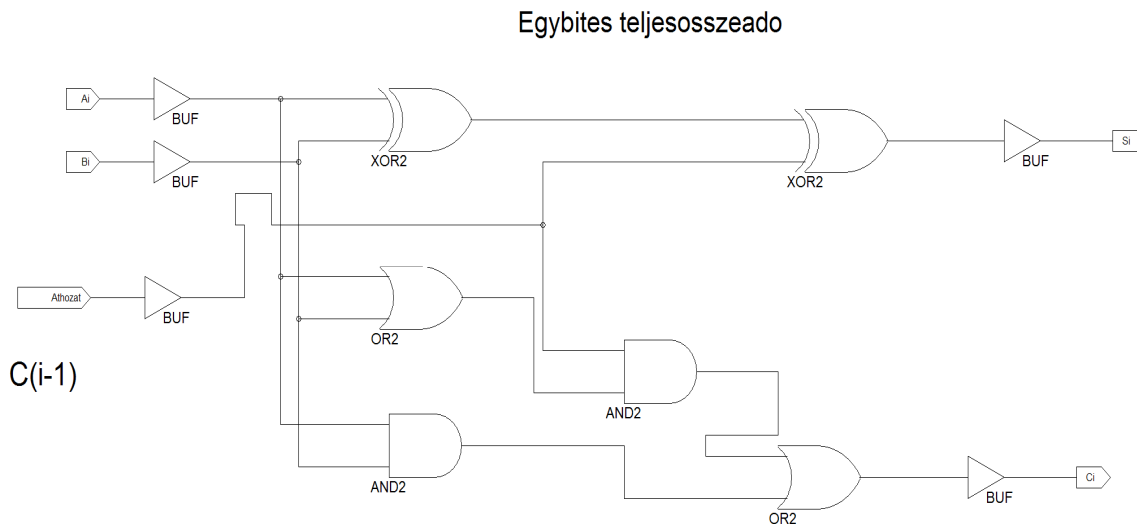 Egybites teljesosszeado
Ai
BUF
XOR2
XOR2
BUF
Si
Bi
BUF
Athozat
BUF
OR2
C(i-1)
AND2
AND2
OR2
BUF
Ci